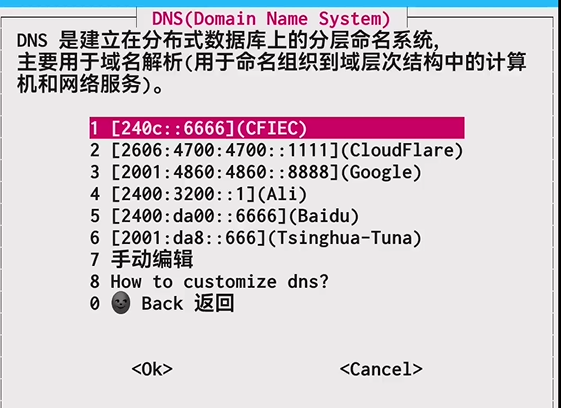 DNS(Domain Name System)
DNS 是建立在分布式数据库上的分层命名系统,
主要用于域名解析(用于命名组织到域层次结构中的计算
机和网络服务)。
1 [240c::6666](CFIEC)
2 [2606:4700:4700::1111](CloudFlare)
3 [2001:4860:4860::8888](Google)
4 [2400:3200::1](Ali)
5 [2400:da00::6666](Baidu)
6 [2001:da8::666](Tsinghua-Tuna)
7 手动编辑
8 How to customize dns?
0 🌚 Back 返回
<Ok> <Cancel>